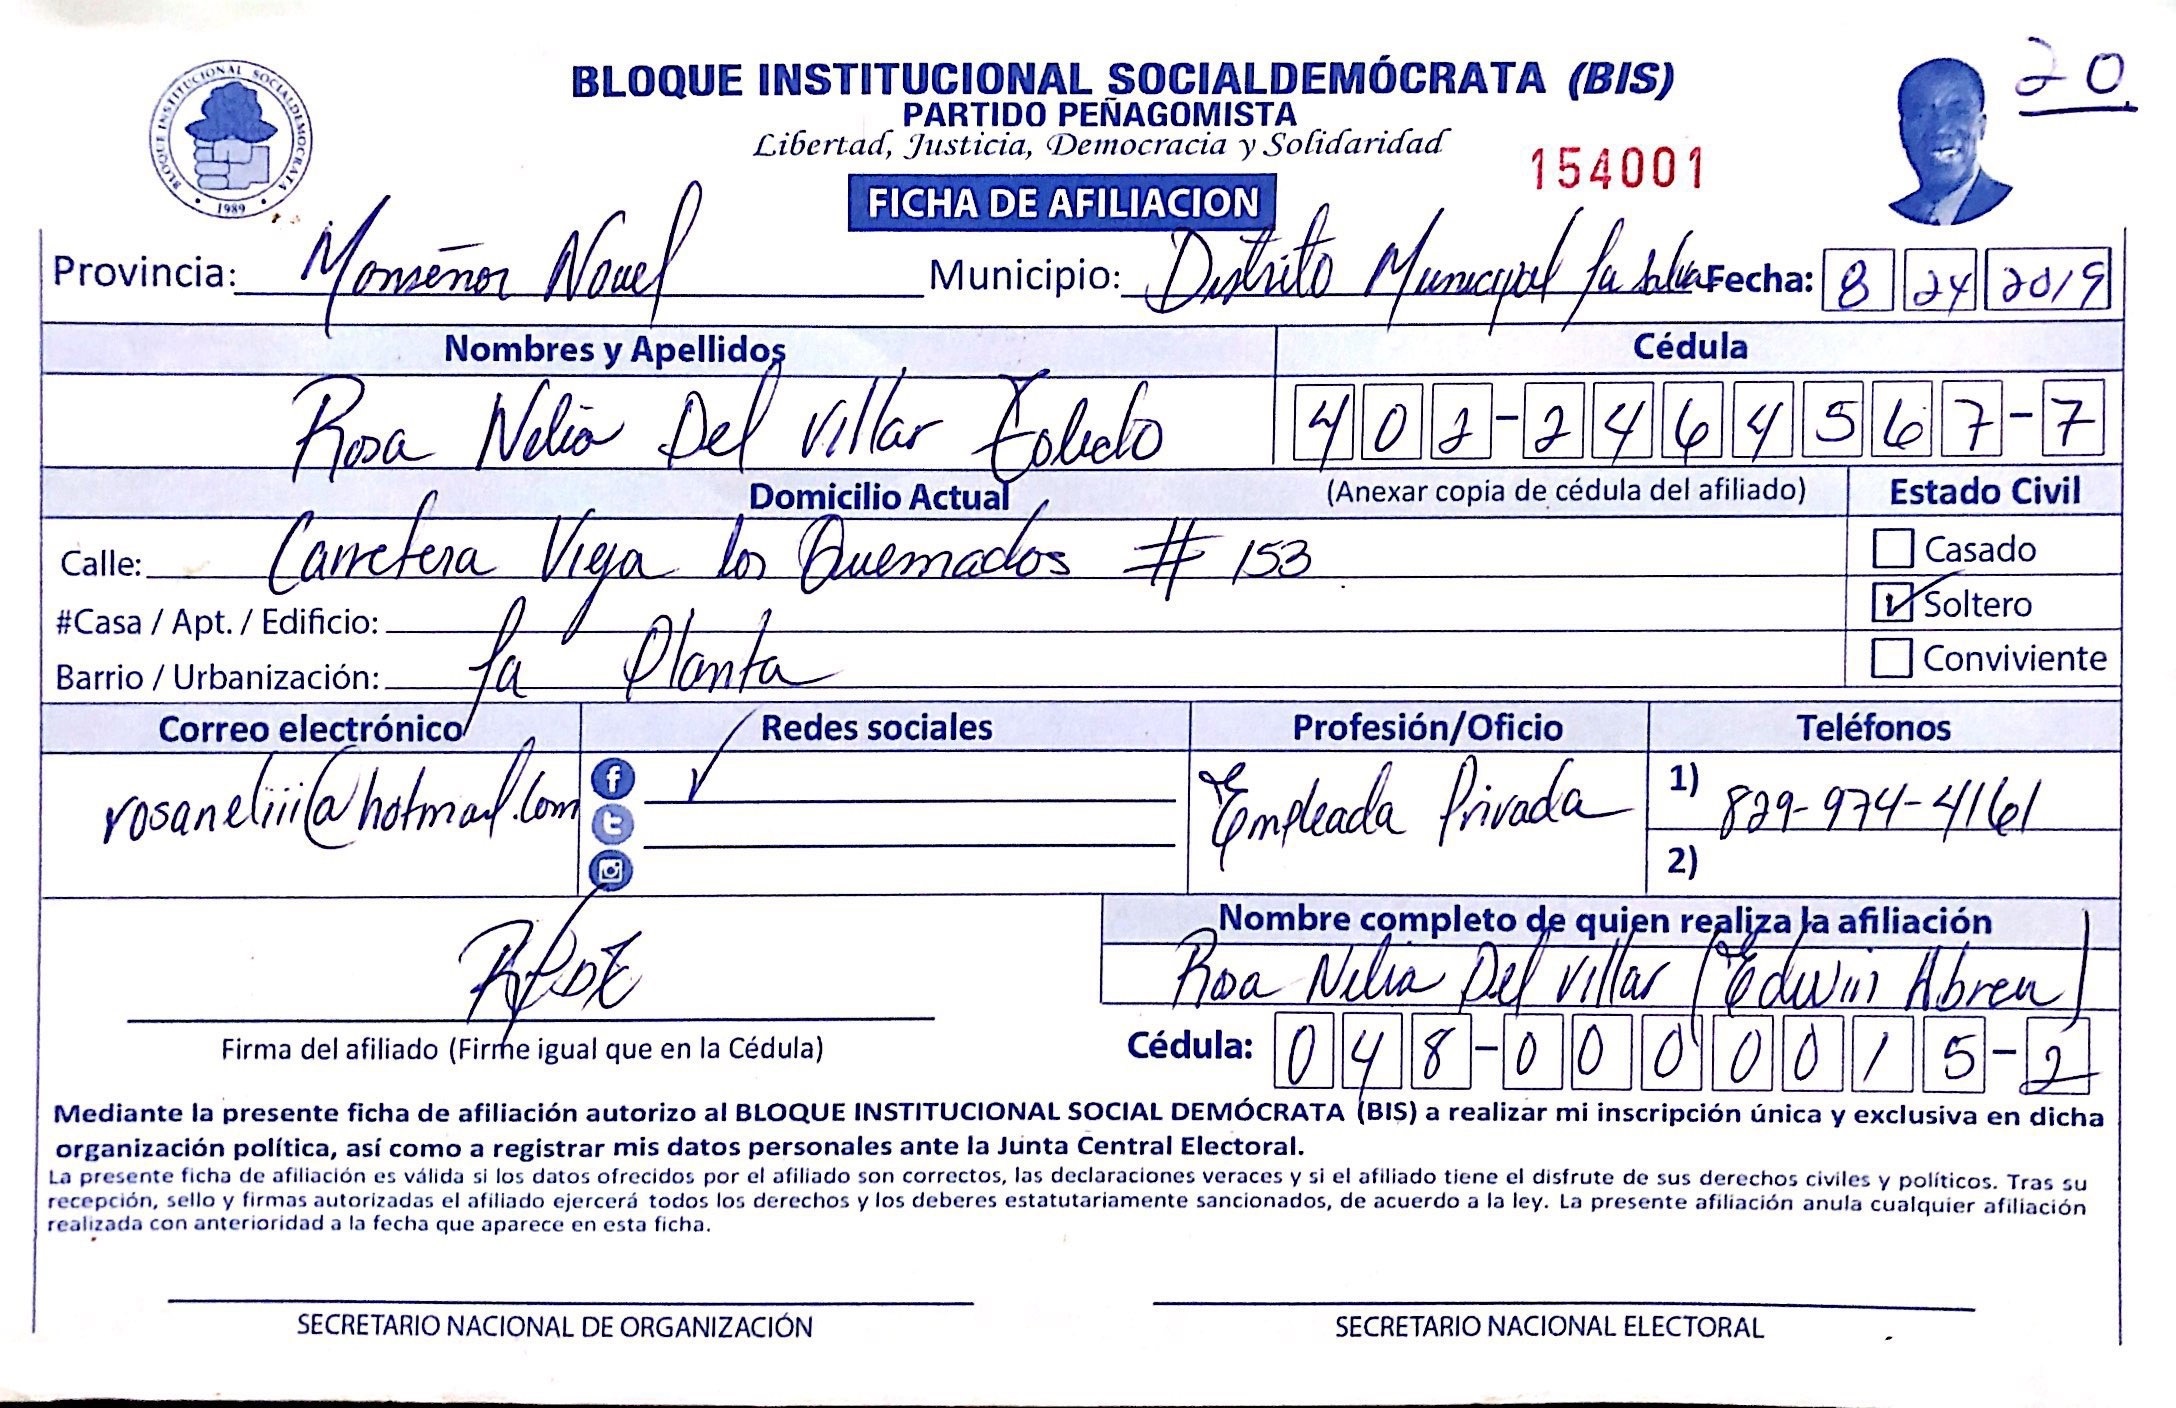 20
BLOQUE INSTITUCIONAL SOCIALDEMÓCRATA (BIS)
PARTIDO PEÑAGOMISTA
Libertad, Justicia, Democracia y Solidaridad
154001
BLOQUE INSTITUCIONAL SOCIALDEMOCRATA
1989
FICHA DE AFILIACION
Provincia: Monseñor Nouel Municipio: Distrito Municipal la Fecha: 8 24 2019
Nombres y Apellidos Cédula
Rosa Nelia Del Villar Toledo 402-2464567-7
Domicilio Actual (Anexar copia de cédula del afiliado) Estado Civil
Calle: Carretera Vieja los Quemados # 153 Casado
#Casa / Apt. / Edificio: Soltero
Barrio / Urbanización: la Planta Conviviente
Correo electrónico Redes sociales Profesión/Oficio Teléfonos
rosaneliii@hotmail.com Empleada Privada 1) 829-974-4161
2)
Nombre completo de quien realiza la afiliación
Rosa Nelia Del Villar (Edwin Abreu)
Firma del afiliado (Firme igual que en la Cédula) Cédula: 048-0000015-2
Mediante la presente ficha de afiliación autorizo al BLOQUE INSTITUCIONAL SOCIAL DEMÓCRATA (BIS) a realizar mi inscripción única y exclusiva en dicha
organización política, así como a registrar mis datos personales ante la Junta Central Electoral.
La presente ficha de afiliación es válida si los datos ofrecidos por el afiliado son correctos, las declaraciones veraces y si el afiliado tiene el disfrute de sus derechos civiles y políticos. Tras su
recepción, sello y firmas autorizadas el afiliado ejercerá todos los derechos y los deberes estatutariamente sancionados, de acuerdo a la ley. La presente afiliación anula cualquier afiliación
realizada con anterioridad a la fecha que aparece en esta ficha.
SECRETARIO NACIONAL DE ORGANIZACIÓN SECRETARIO NACIONAL ELECTORAL